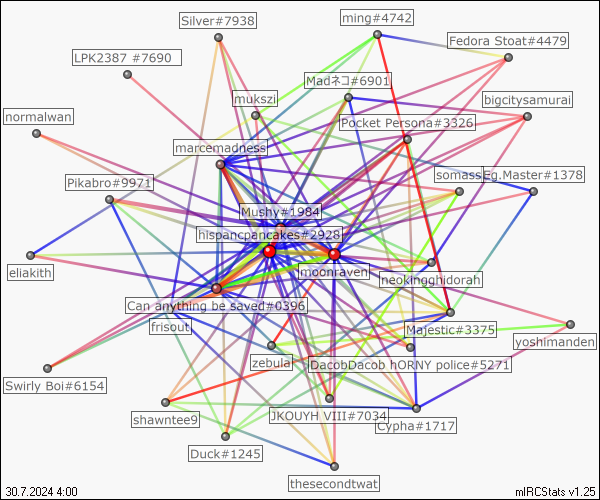 Silver#7938
ming#4742
Fedora Stoat#4479
LPK2387 #7690
Madネコ#6901
mukszi
bigcitysamurai
normalwan
Pocket Persona#3326
marcemadness
Pikabro#9971
somass
Eg.Master#1378
Mushy#1984
hispancpancakes#2928
eliakith
moonraven
neokingghidorah
Can anything be saved#0396
frisout
Majestic#3375
yoshimanden
zebula
DacobDacob hORNY police#5271
Swirly Boi#6154
shawntee9
JKOUYH VIII#7034
Cypha#1717
Duck#1245
thesecondtwat
30.7.2024 4:00
mIRCStats v1.25